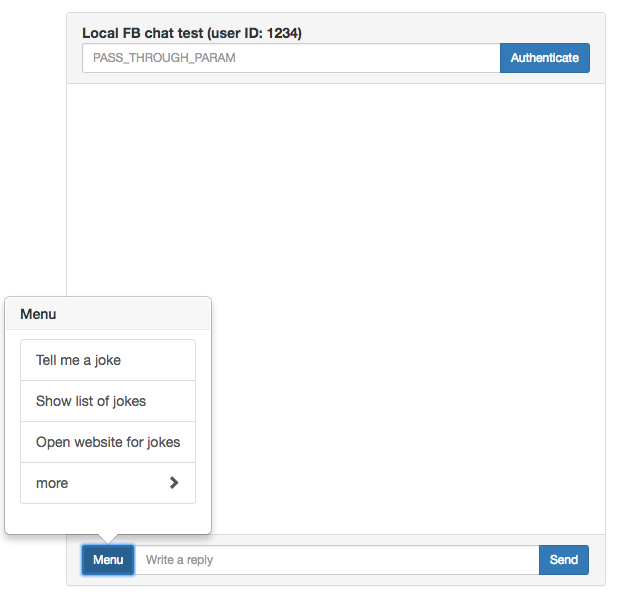 Local FB chat test (user ID: 1234)
PASS_THROUGH_PARAM Authenticate
Menu
Tell me a joke
Show list of jokes
Open website for jokes
more
Menu Write a reply Send